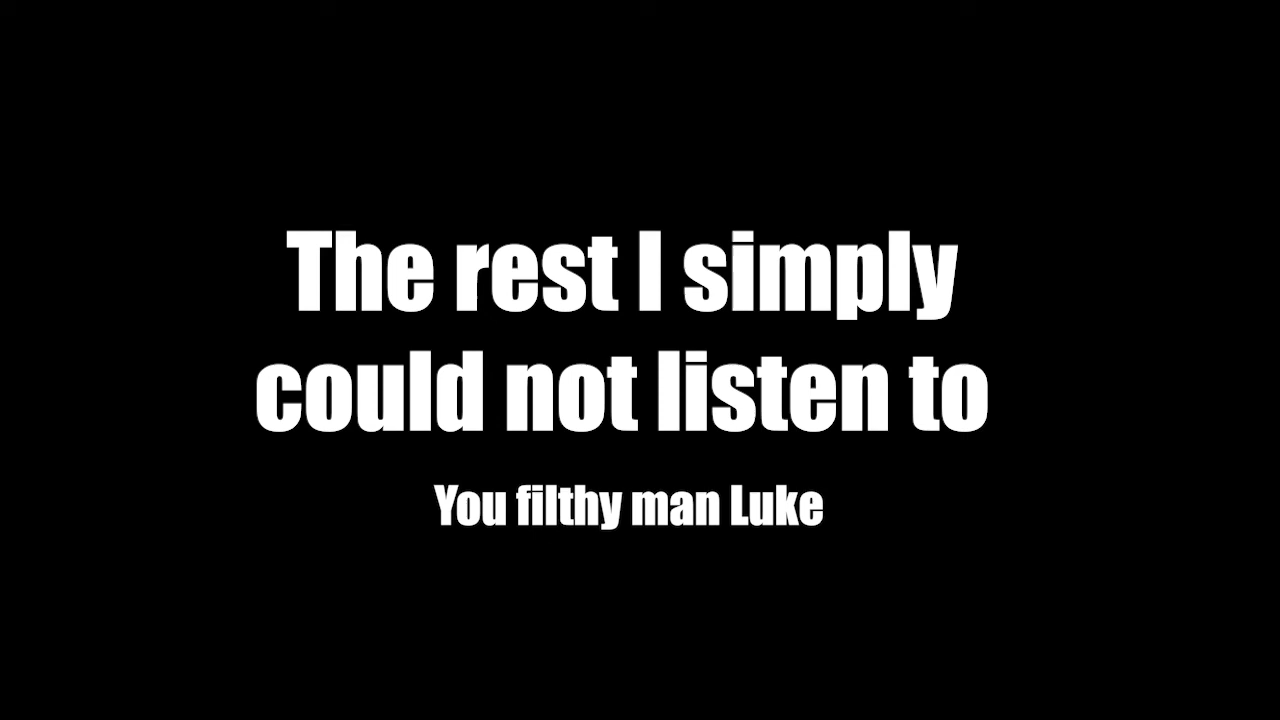 The rest I simply
could not listen to
You filthy man Luke